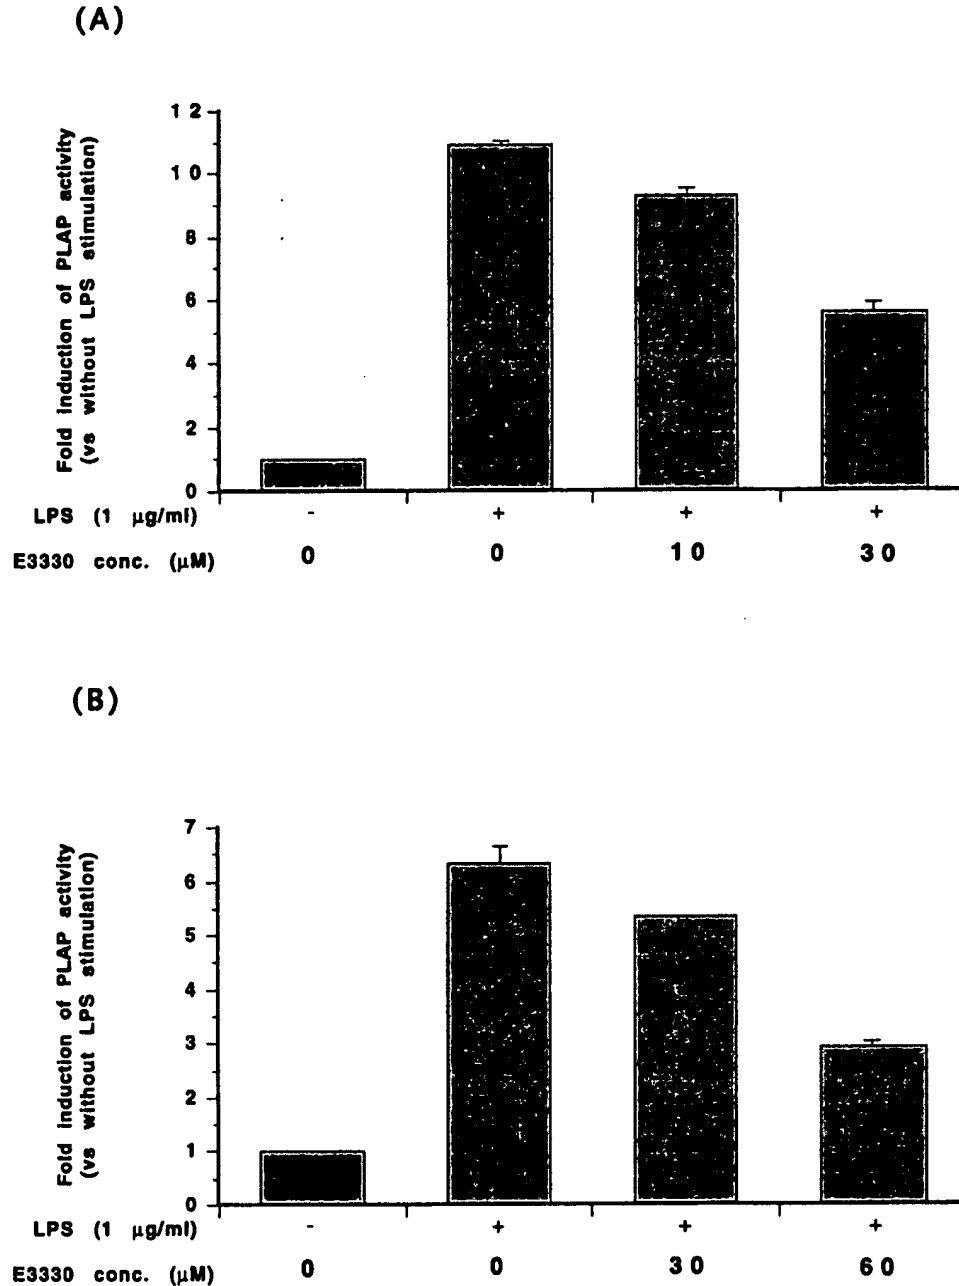 (A)
Fold induction of PLAP activity
(vs without LPS stimulation)
12
10
8
6
4
2
0
LPS (1 μg/ml) - + + +
E3330 conc. (μM) 0 0 10 30
(B)
Fold induction of PLAP activity
(vs without LPS stimulation)
7
6
5
4
3
2
1
0
LPS (1 μg/ml) - + + +
E3330 conc. (μM) 0 0 30 60